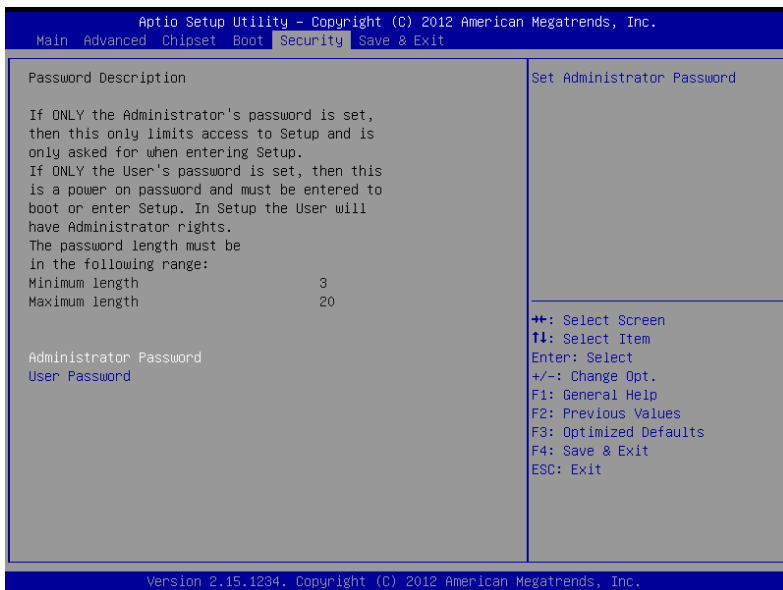 Aptio Setup Utility – Copyright (C) 2012 American Megatrends, Inc.
Main Advanced Chipset Boot Security Save & Exit
Password Description
If ONLY the Administrator's password is set,
then this only limits access to Setup and is
only asked for when entering Setup.
If ONLY the User's password is set, then this
is a power on password and must be entered to
boot or enter Setup. In Setup the User will
have Administrator rights.
The password length must be
in the following range:
Minimum length 3
Maximum length 20
Administrator Password
User Password
Set Administrator Password
→←: Select Screen
↑↓: Select Item
Enter: Select
+/-: Change Opt.
F1: General Help
F2: Previous Values
F3: Optimized Defaults
F4: Save & Exit
ESC: Exit
Version 2.15.1234. Copyright (C) 2012 American Megatrends, Inc.